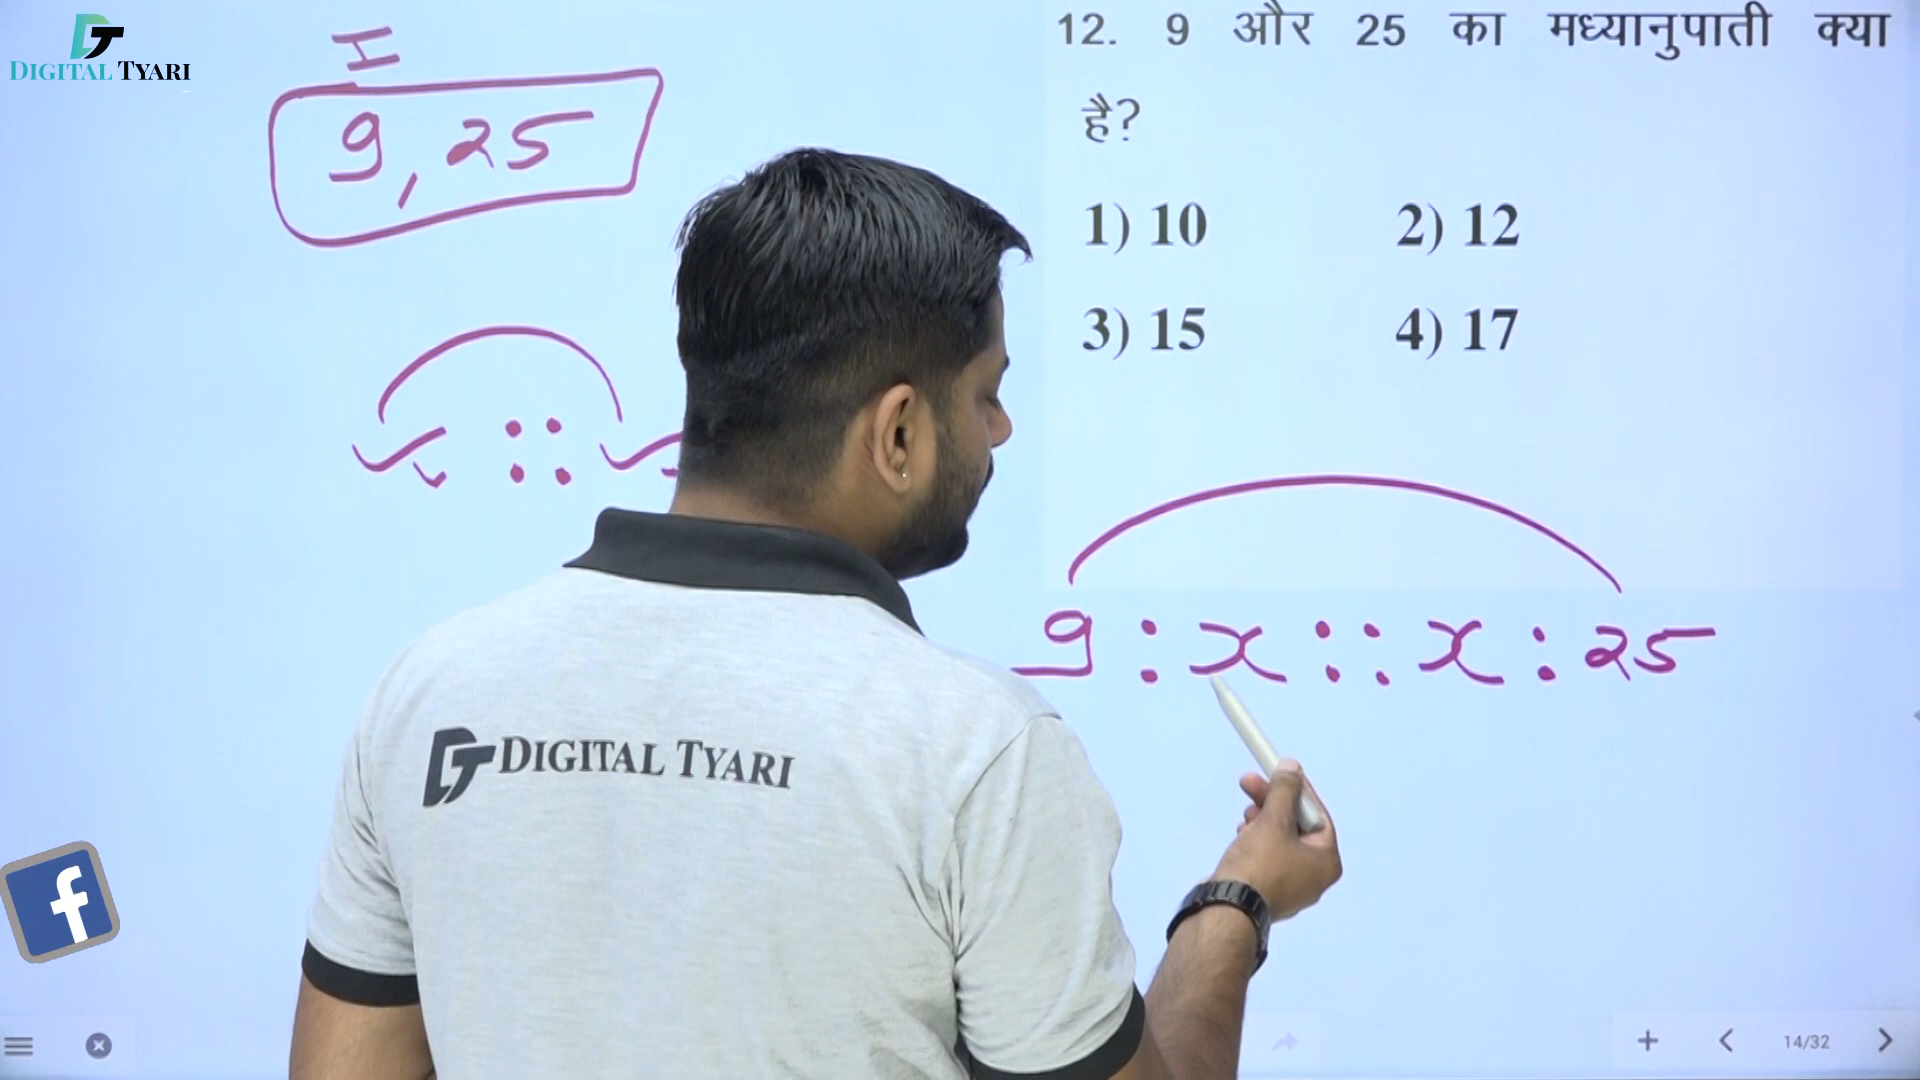 DIGITAL TYARI
I
9, 25
12. 9 और 25 का मध्यानुपाती क्या
है?
1) 10 2) 12
3) 15 4) 17
: :
9 : x : : x : 25
DIGITAL TYARI
f
14/32